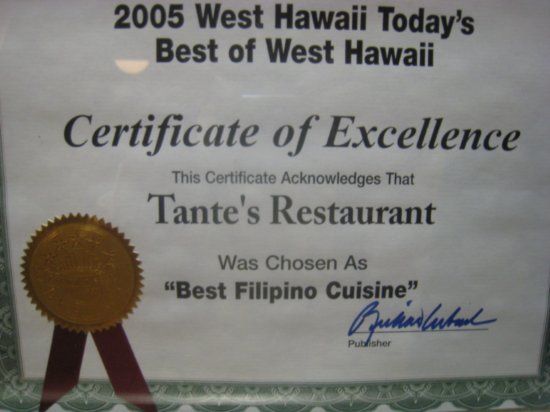 2005 West Hawaii Today's
Best of West Hawaii
Certificate of Excellence
This Certificate Acknowledges That
Tante's Restaurant
Was Chosen As
"Best Filipino Cuisine"
Publisher